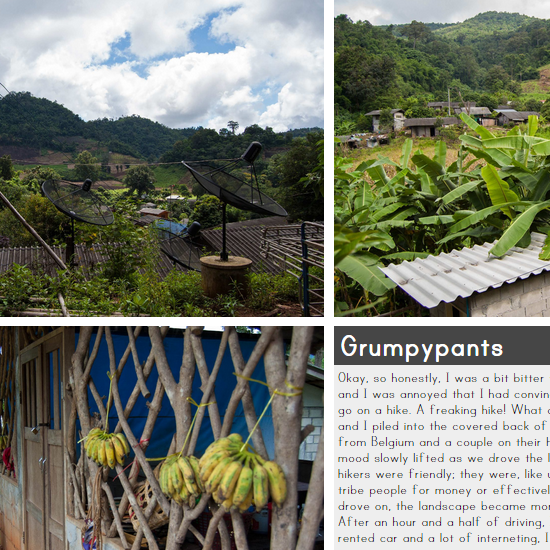 Grumpypants
Okay, so honestly, I was a bit bitter
and I was annoyed that I had convin
go on a hike. A freaking hike! What
and I piled into the covered back of
from Belgium and a couple on their
mood slowly lifted as we drove the
hikers were friendly; they were, like
tribe people for money or effectivel
drove on, the landscape became mor
After an hour and a half of driving,
rented car and a lot of interneting, I